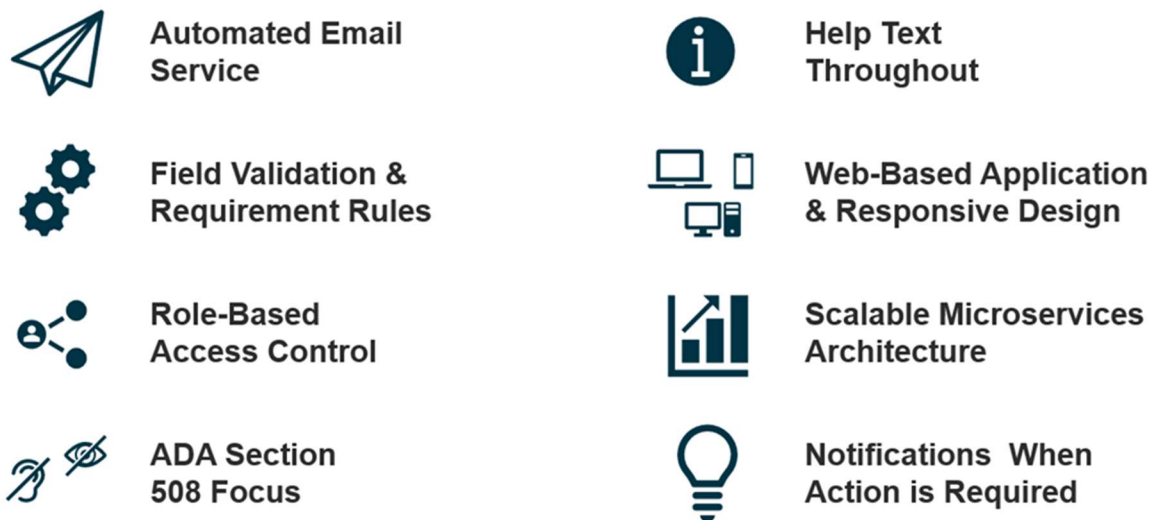 Automated Email
Service
Help Text
Throughout
Field Validation &
Requirement Rules
Web-Based Application
& Responsive Design
Role-Based
Access Control
Scalable Microservices
Architecture
ADA Section
508 Focus
Notifications  When
Action is Required